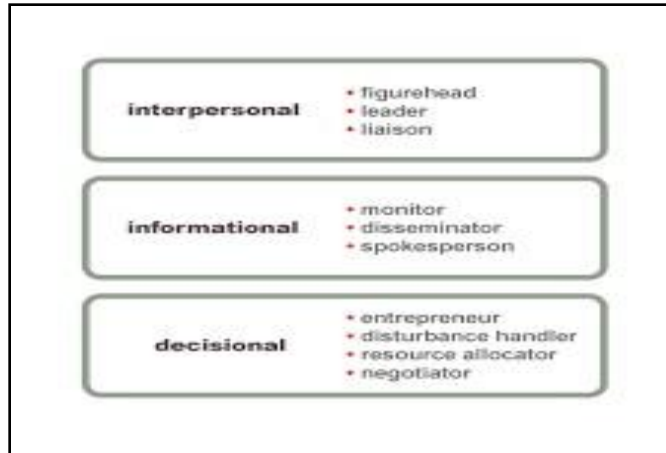 interpersonal
• figurehead
• leader
• liaison
informational
• monitor
• disseminator
• spokesperson
decisional
• entrepreneur
• disturbance handler
• resource allocator
• negotiator